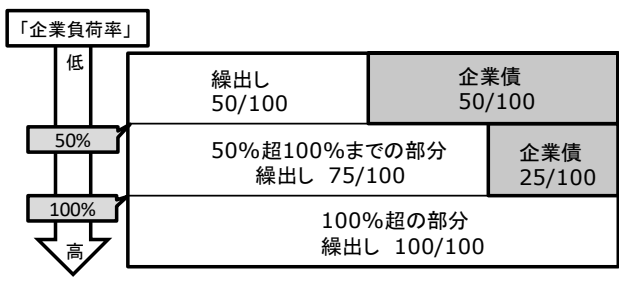 「企業負荷率」
低
繰出し
50/100
企業債
50/100
50%
50%超100%までの部分
繰出し 75/100
企業債
25/100
100%
100%超の部分
繰出し 100/100
高